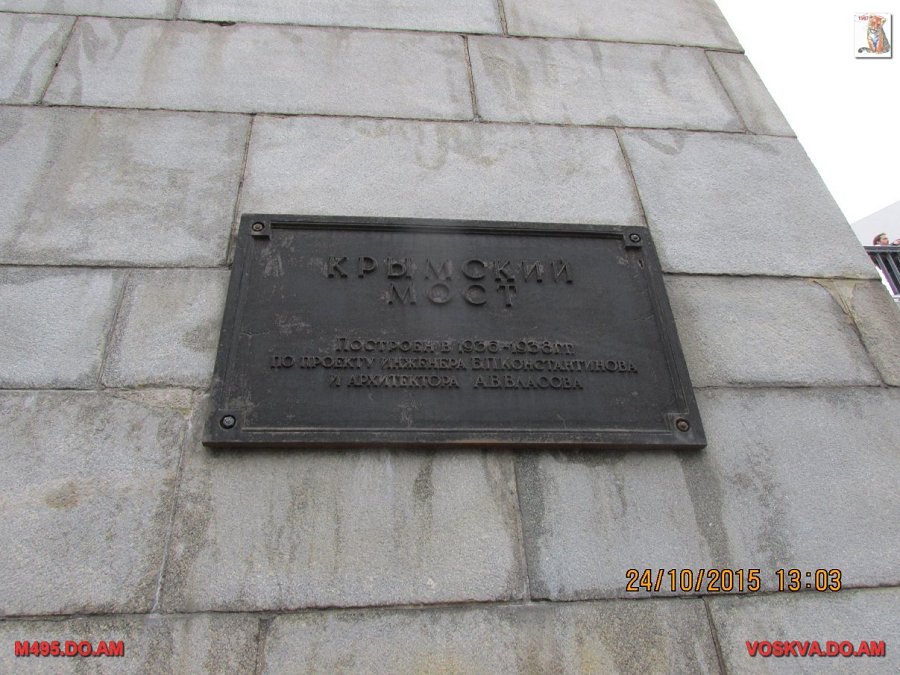 КРЫМСКИЙ
МОСТ
ПОСТРОЕН В 1936-1938 ГГ
ПО ПРОЕКТУ ИНЖЕНЕРА В.П.КОНСТАНТИНОВА
И АРХИТЕКТОРА А.В.ВЛАСОВА
24/10/2015 13:03
M495.DO.AM
VOSKVA.DO.AM